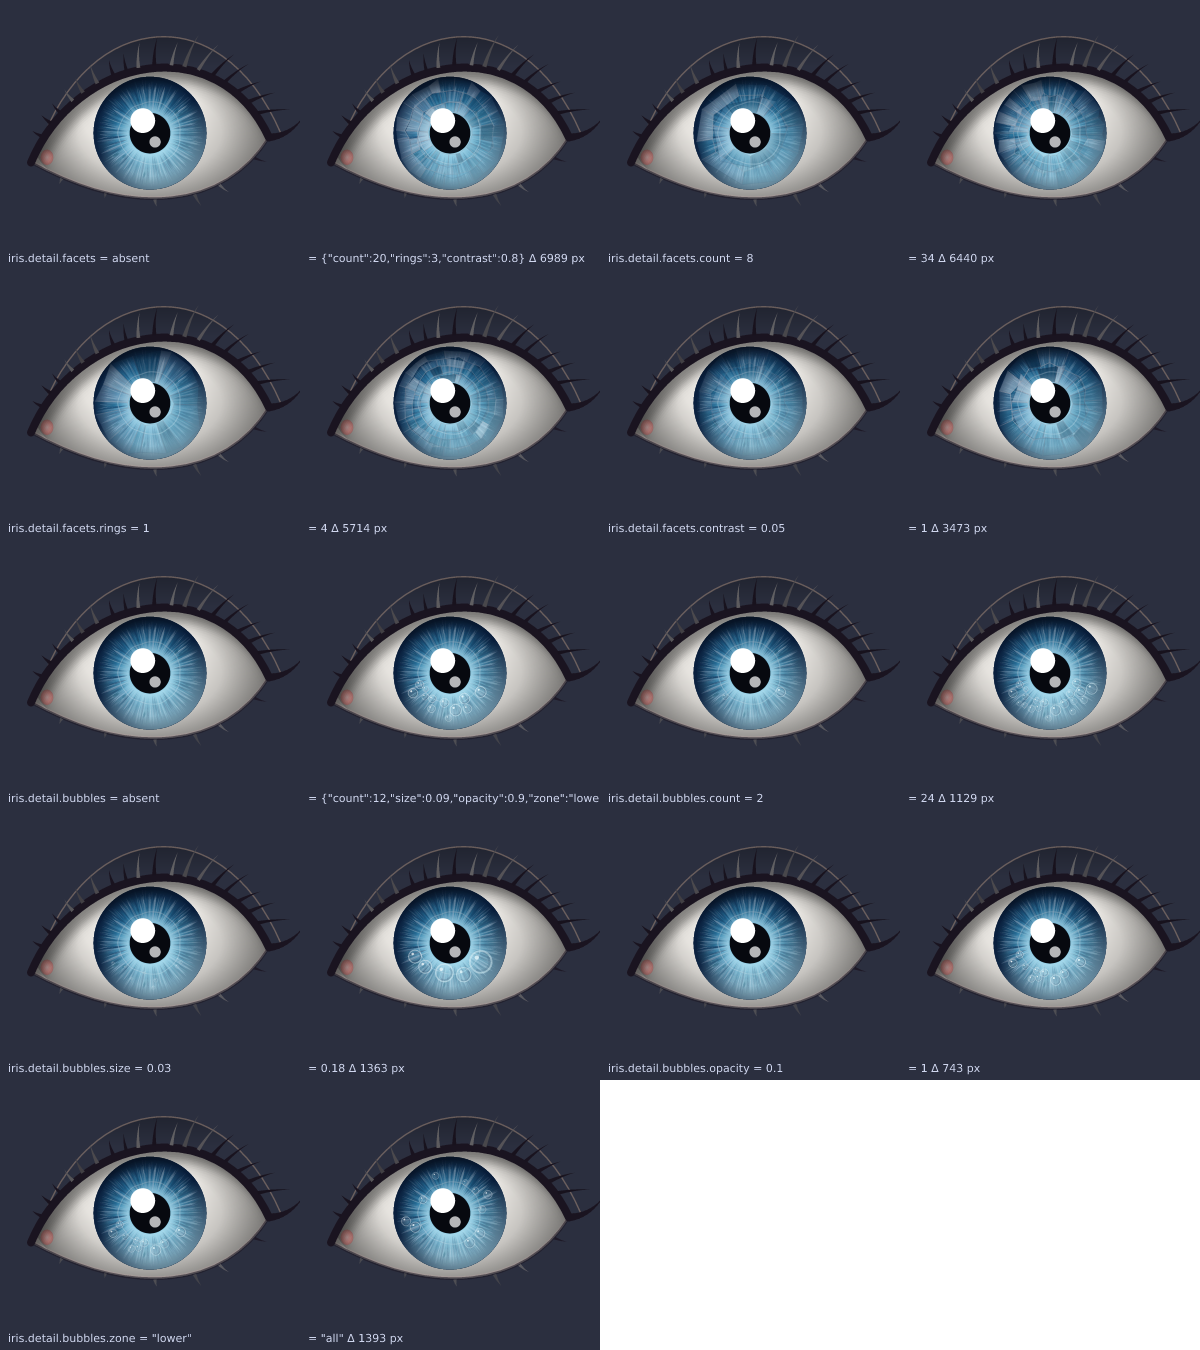 iris.detail.facets = absent
= {"count":20,"rings":3,"contrast":0.8} Δ 6989 px
iris.detail.facets.count = 8
= 34 Δ 6440 px
iris.detail.facets.rings = 1
= 4 Δ 5714 px
iris.detail.facets.contrast = 0.05
= 1 Δ 3473 px
iris.detail.bubbles = absent
= {"count":12,"size":0.09,"opacity":0.9,"zone":"lowe
iris.detail.bubbles.count = 2
= 24 Δ 1129 px
iris.detail.bubbles.size = 0.03
= 0.18 Δ 1363 px
iris.detail.bubbles.opacity = 0.1
= 1 Δ 743 px
iris.detail.bubbles.zone = "lower"
= "all" Δ 1393 px